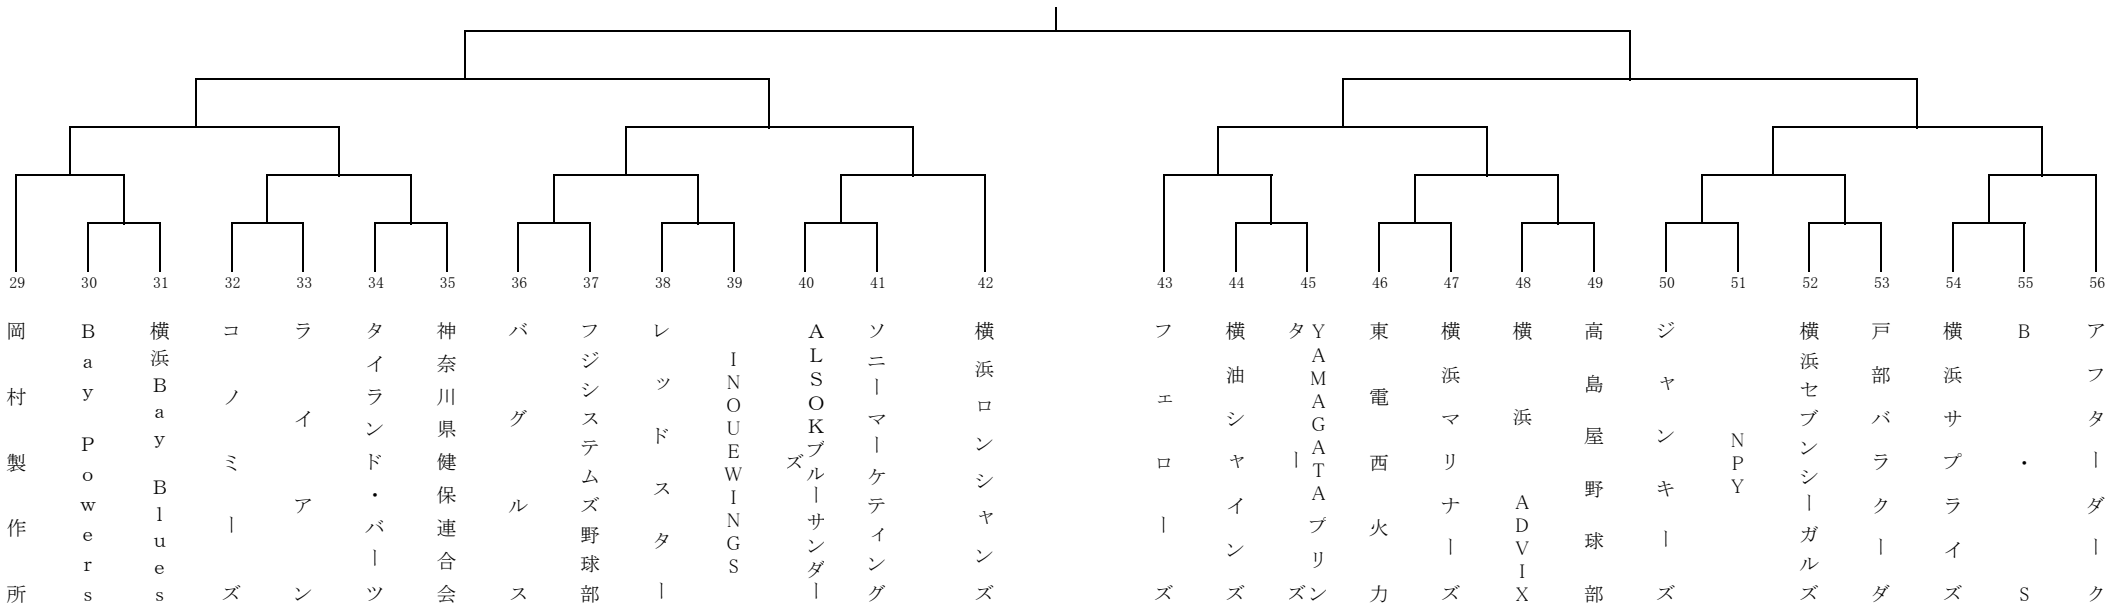 29 30 31 32 33 34 35 36 37 38 39 40 41 42 43 44 45 46 47 48 49 50 51 52 53 54 55 56
岡村製作所
Bay Powers
横浜Bay Blues
コノミーズ
ライアン
タイランド・バーツ
神奈川県健保連合会
バグルス
フジシステムズ野球部
レッドスター
INOUEWINGS
ALSOKブルーサンダー
ズ
ソニーマーケティング
横浜ロンシャンズ
フェローズ
横油シャインズ
YAMAGATAプリン
ターズ
東電西火力
横浜マリナーズ
横浜 ADVIX
高島屋野球部
ジャンキーズ
NPY
横浜セブンシーガルズ
戸部バラクーダ
横浜サプライズ
B・S
アフターダーク